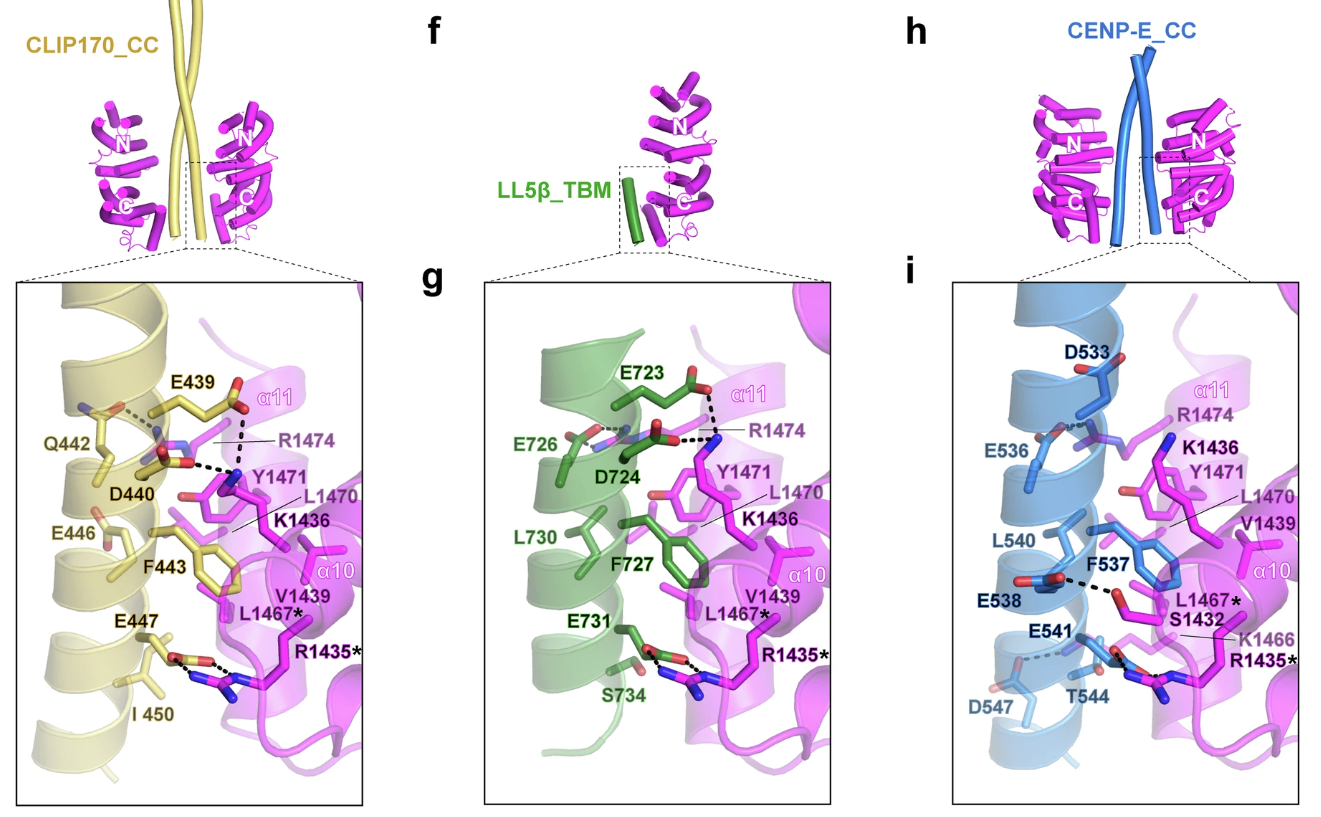 CLIP170_CC
N
N
C
C
f
LL5β_TBM
N
C
h
CENP-E_CC
N
N
C
C
E439
α11
Q442
R1474
D440
Y1471
L1470
E446
K1436
F443
α10
V1439
L1467*
E447
R1435*
I 450
g
E723
α11
E726
R1474
D724
Y1471
L1470
K1436
L730
F727
α10
V1439
L1467*
E731
R1435*
S734
i
D533
α11
R1474
E536
K1436
Y1471
L1470
V1439
L540
F537
α10
E538
L1467*
S1432
E541
K1466
R1435*
D547
T544